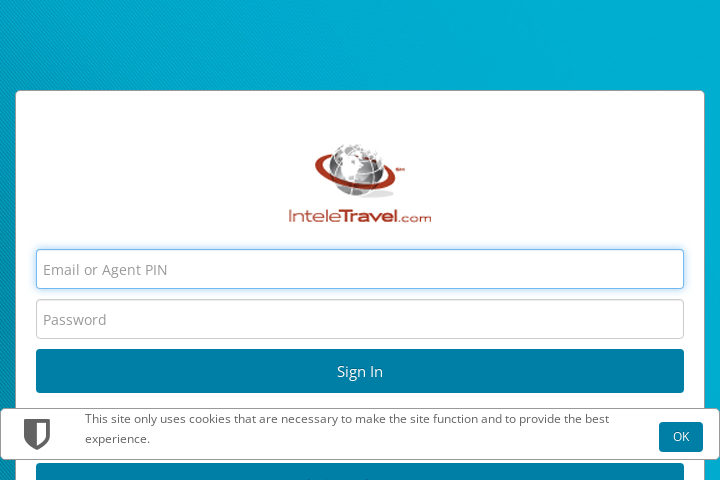 InteleTravel.com
Email or Agent PIN
Password
Sign In
This site only uses cookies that are necessary to make the site function and to provide the best
experience.
OK